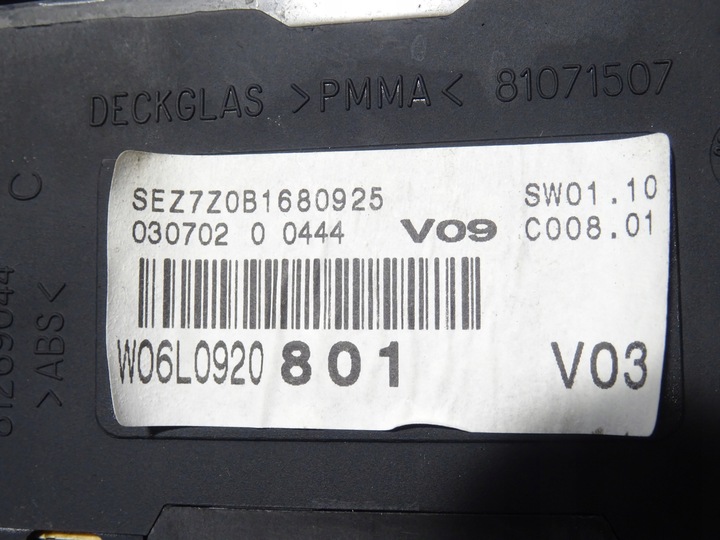 DECKGLAS >PMMA< 81071507
SEZ7Z0B1680925 SW01.10
030702 0 0444 V09 C008.01
W06L0920 801 V03
C
>ABS<